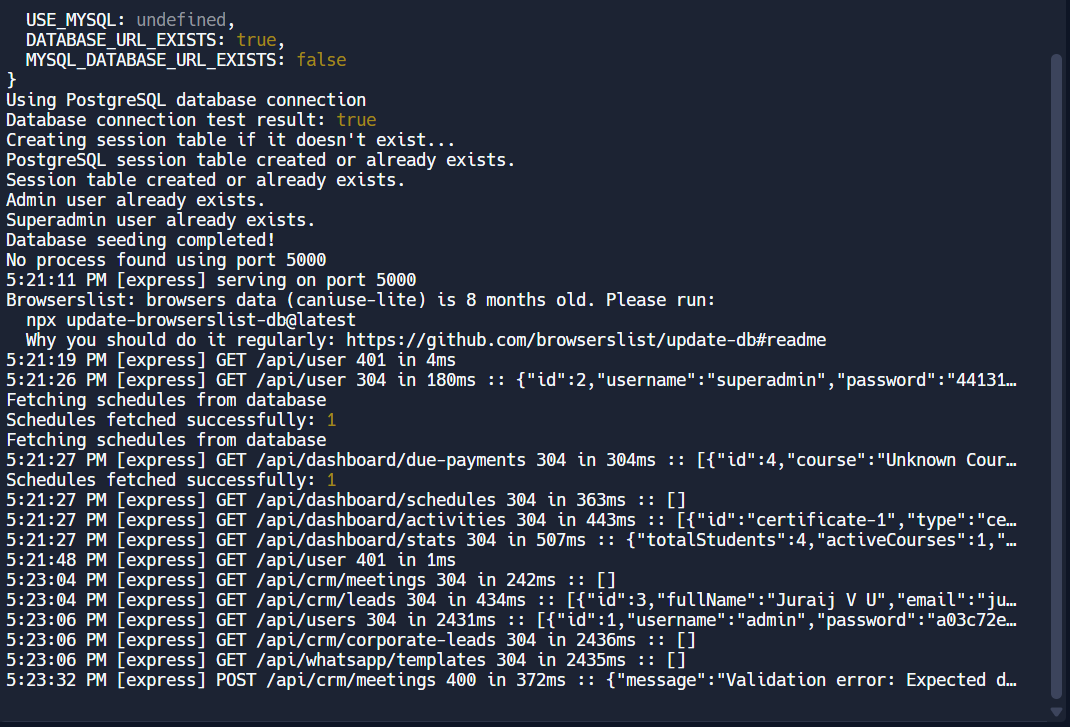 USE_MYSQL: undefined,
DATABASE_URL_EXISTS: true,
MYSQL_DATABASE_URL_EXISTS: false
}
Using PostgreSQL database connection
Database connection test result: true
Creating session table if it doesn't exist...
PostgreSQL session table created or already exists.
Session table created or already exists.
Admin user already exists.
Superadmin user already exists.
Database seeding completed!
No process found using port 5000
5:21:11 PM [express] serving on port 5000
Browserslist: browsers data (caniuse-lite) is 8 months old. Please run:
npx update-browserslist-db@latest
Why you should do it regularly: https://github.com/browserslist/update-db#readme
5:21:19 PM [express] GET /api/user 401 in 4ms
5:21:26 PM [express] GET /api/user 304 in 180ms :: {"id":2,"username":"superadmin","password":"44131…
Fetching schedules from database
Schedules fetched successfully: 1
Fetching schedules from database
5:21:27 PM [express] GET /api/dashboard/due-payments 304 in 304ms :: [{"id":4,"course":"Unknown Cour…
Schedules fetched successfully: 1
5:21:27 PM [express] GET /api/dashboard/schedules 304 in 363ms :: []
5:21:27 PM [express] GET /api/dashboard/activities 304 in 443ms :: [{"id":"certificate-1","type":"ce…
5:21:27 PM [express] GET /api/dashboard/stats 304 in 507ms :: {"totalStudents":4,"activeCourses":1,"…
5:21:48 PM [express] GET /api/user 401 in 1ms
5:23:04 PM [express] GET /api/crm/meetings 304 in 242ms :: []
5:23:04 PM [express] GET /api/crm/leads 304 in 434ms :: [{"id":3,"fullName":"Juraij V U","email":"ju…
5:23:06 PM [express] GET /api/users 304 in 2431ms :: [{"id":1,"username":"admin","password":"a03c72e…
5:23:06 PM [express] GET /api/crm/corporate-leads 304 in 2436ms :: []
5:23:06 PM [express] GET /api/whatsapp/templates 304 in 2435ms :: []
5:23:32 PM [express] POST /api/crm/meetings 400 in 372ms :: {"message":"Validation error: Expected d…